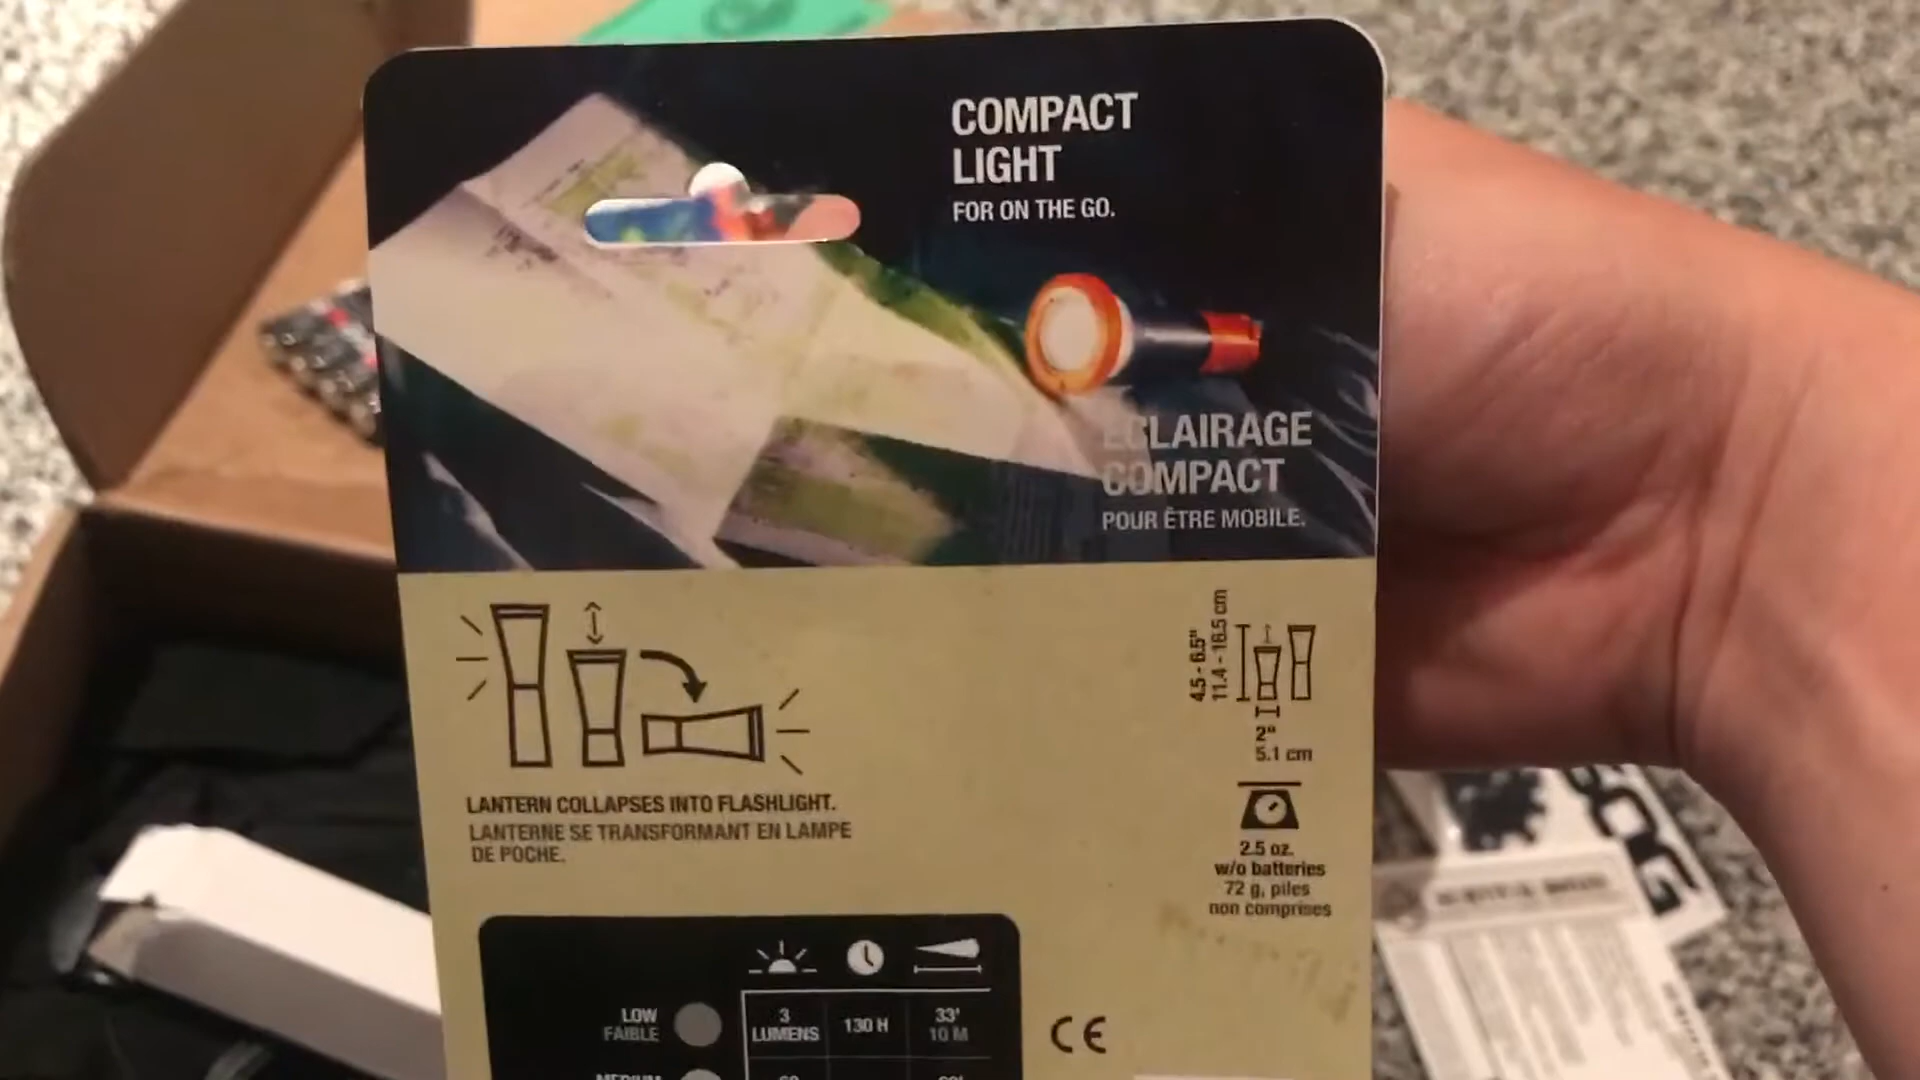 COMPACT
LIGHT
FOR ON THE GO.
ÉCLAIRAGE
COMPACT
POUR ÊTRE MOBILE.
4.5 - 6.5"
11.4 - 16.5 cm
2"
5.1 cm
LANTERN COLLAPSES INTO FLASHLIGHT.
LANTERNE SE TRANSFORMANT EN LAMPE
DE POCHE.
2.5 oz.
w/o batteries
72 g, piles
non comprises
LOW
FAIBLE
3
LUMENS
130 H
33'
10 M
CE
MEDIUM